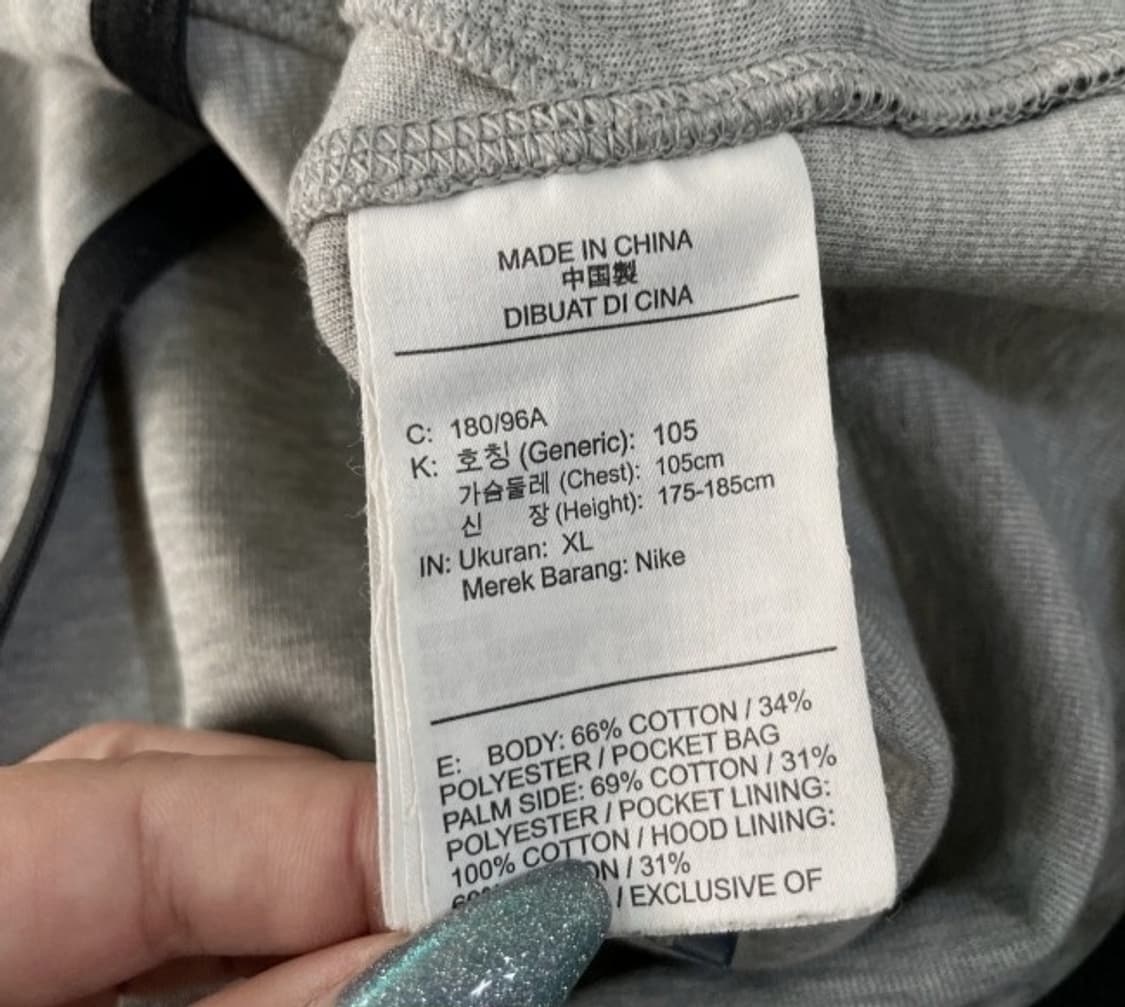 MADE IN CHINA
中国製
DIBUAT DI CINA
C: 180/96A
K: 호칭 (Generic): 105
가슴둘레 (Chest): 105cm
신 장 (Height): 175-185cm
IN: Ukuran: XL
Merek Barang: Nike
E: BODY: 66% COTTON / 34%
POLYESTER / POCKET BAG
PALM SIDE: 69% COTTON / 31%
POLYESTER / POCKET LINING:
100% COTTON / HOOD LINING:
/ 31%
/ EXCLUSIVE OF